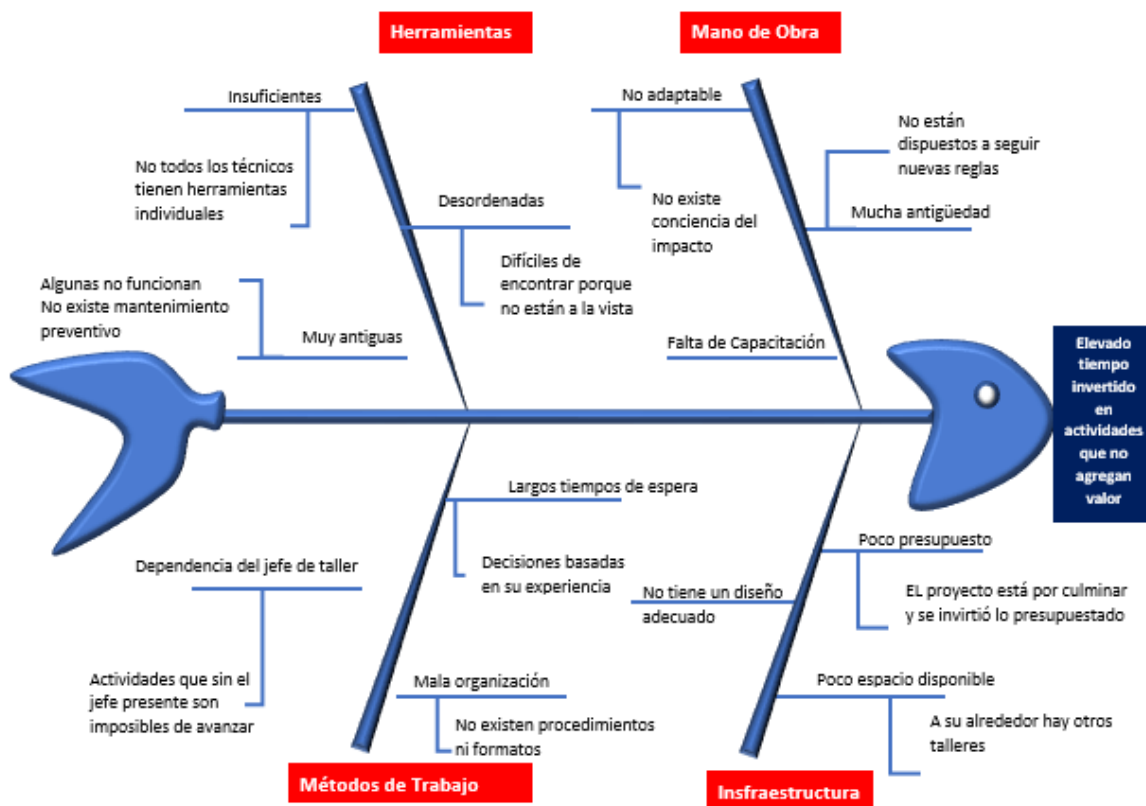 Herramientas
Mano de Obra
Insuficientes
No todos los técnicos
tienen herramientas
individuales
Desordenadas
Difíciles de
encontrar porque
no están a la vista
Algunas no funcionan
No existe mantenimiento
preventivo
Muy antiguas
No adaptable
No existe
conciencia del
impacto
No están
dispuestos a seguir
nuevas reglas
Mucha antigüedad
Falta de Capacitación
Elevado
tiempo
invertido
en
actividades
que no
agregan
valor
Largos tiempos de espera
Decisiones basadas
en su experiencia
Dependencia del jefe de taller
Actividades que sin el
jefe presente son
imposibles de avanzar
Mala organización
No existen procedimientos
ni formatos
Poco presupuesto
EL proyecto está por culminar
y se invirtió lo presupuestado
No tiene un diseño
adecuado
Poco espacio disponible
A su alrededor hay otros
talleres
Métodos de Trabajo
Insfraestructura